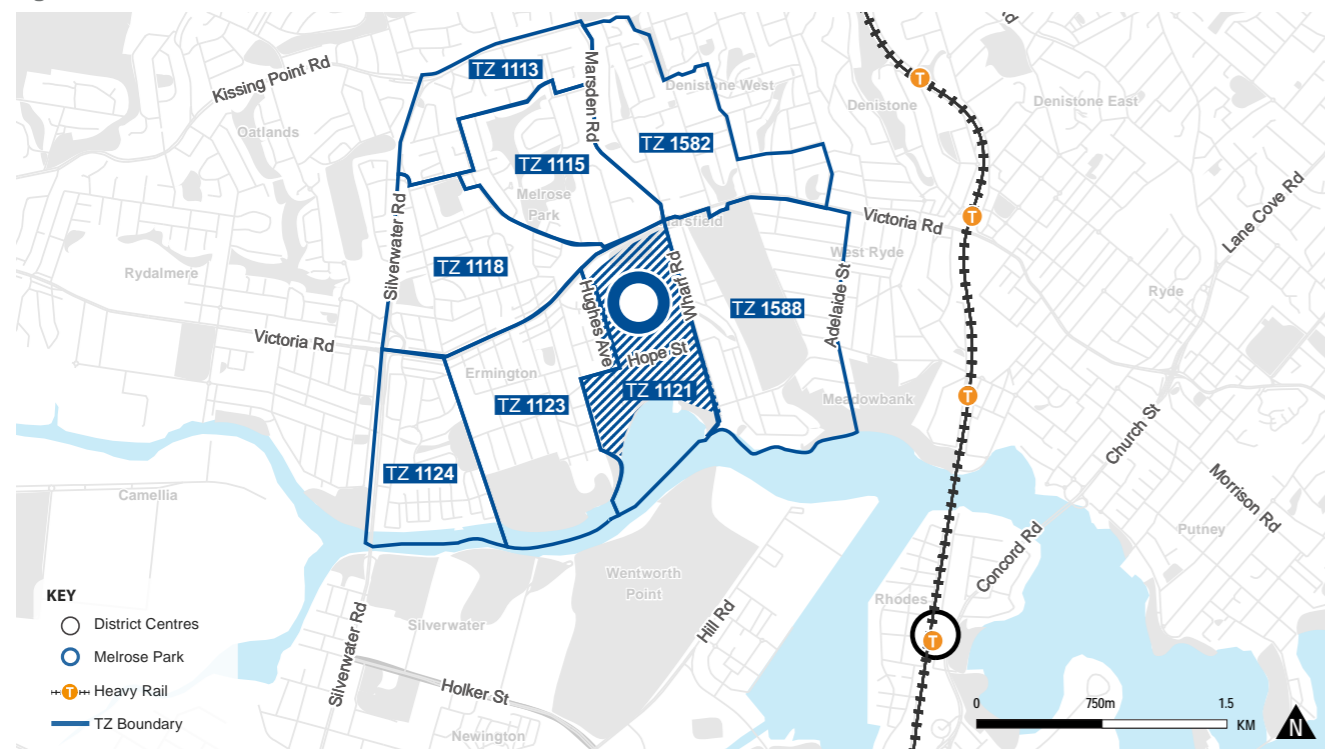 Rd
Kissing Point Rd
TZ 1113
Marsden Rd
Denistone West
Denistone
Denistone East
Oatlands
TZ 1582
TZ 1115
Melrose
Park
Silverwater Rd
Victoria Rd
Lane Cove Rd
West Ryde
Rydalmere
TZ 1118
Hughes Ave
Wharf Rd
TZ 1588
Adelaide St
Ryde
Victoria Rd
Hope St
Ermington
TZ 1121
TZ 1123
Meadowbank
Church St
TZ 1124
Camellia
Morrison Rd
Putney
Concord Rd
Wentworth
Point
Rhodes
Hill Rd
Silverwater
Silverwater Rd
Holker St
Newington
T
T
T
T
KEY
District Centres
Melrose Park
T Heavy Rail
TZ Boundary
0 750m 1.5
KM
N